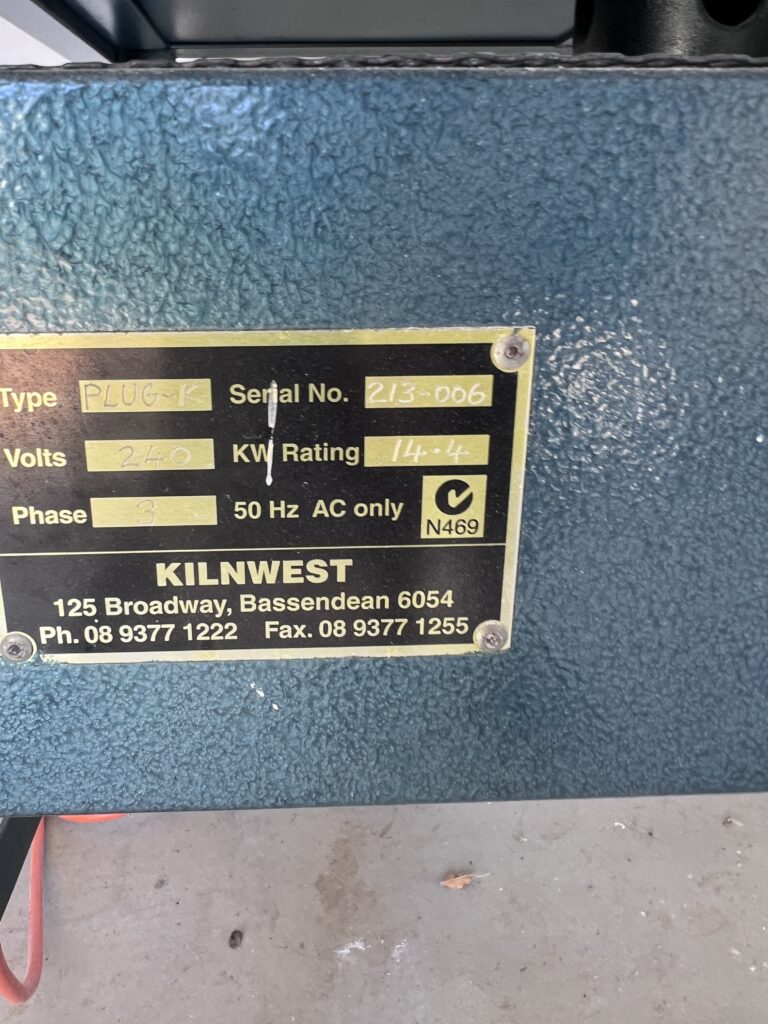 Type PLUG-K Serial No. 213-006
Volts 240 KW Rating 14.4
Phase 3 50 Hz AC only
N469
KILNWEST
125 Broadway, Bassendean 6054
Ph. 08 9377 1222 Fax. 08 9377 1255